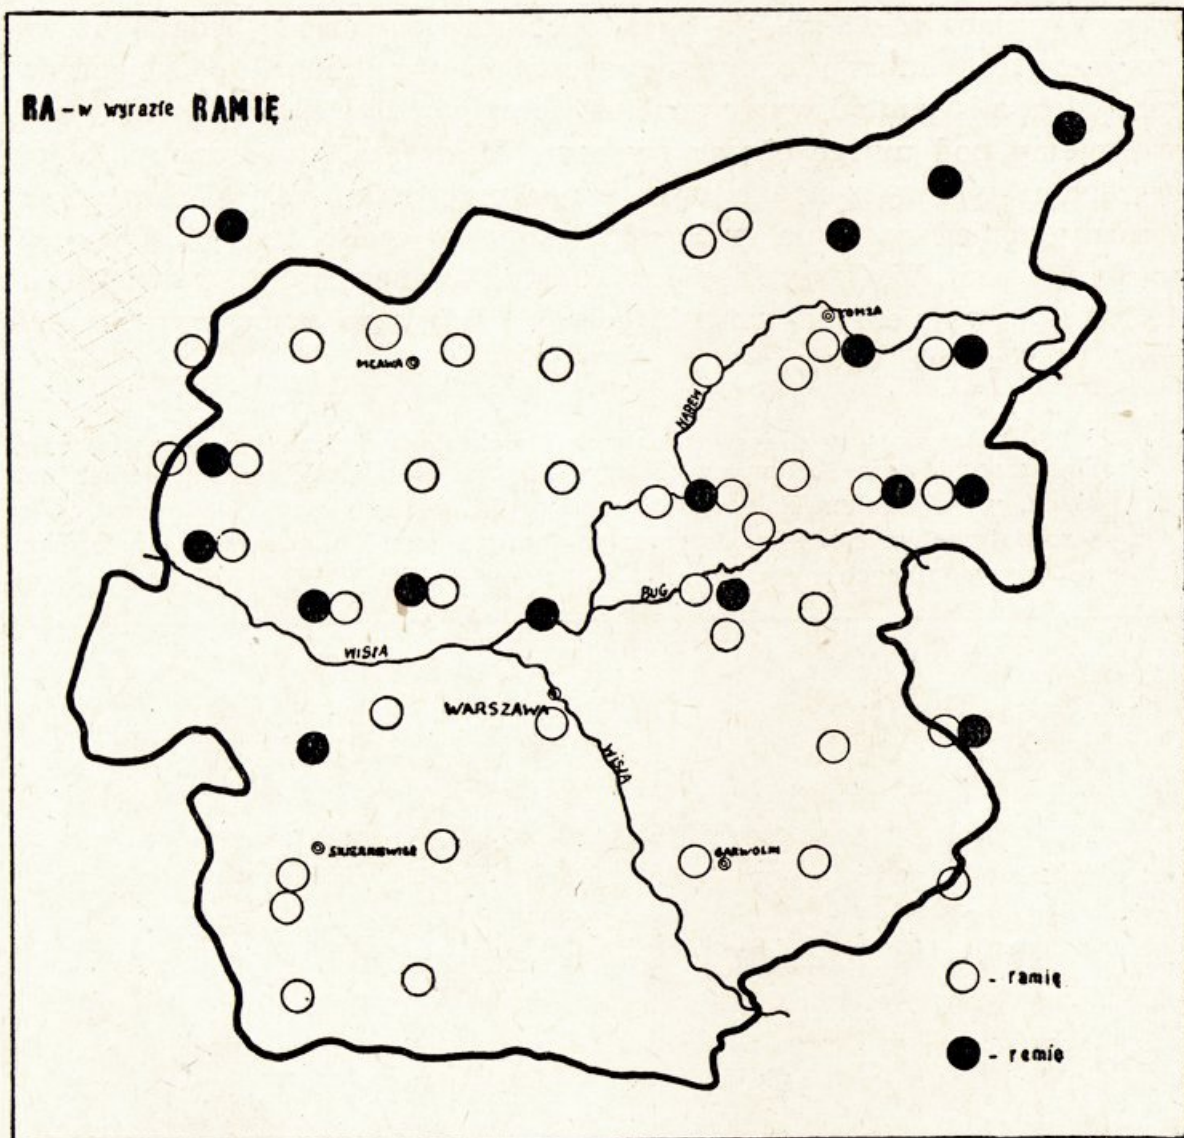 RA - w wyrazie RAMIĘ
ŁOMŻA
MŁAWA
NAREW
BUG
WISŁA
WARSZAWA
WISŁA
SKIERNIEWICE
GARWOLIN
- ramię
- remię